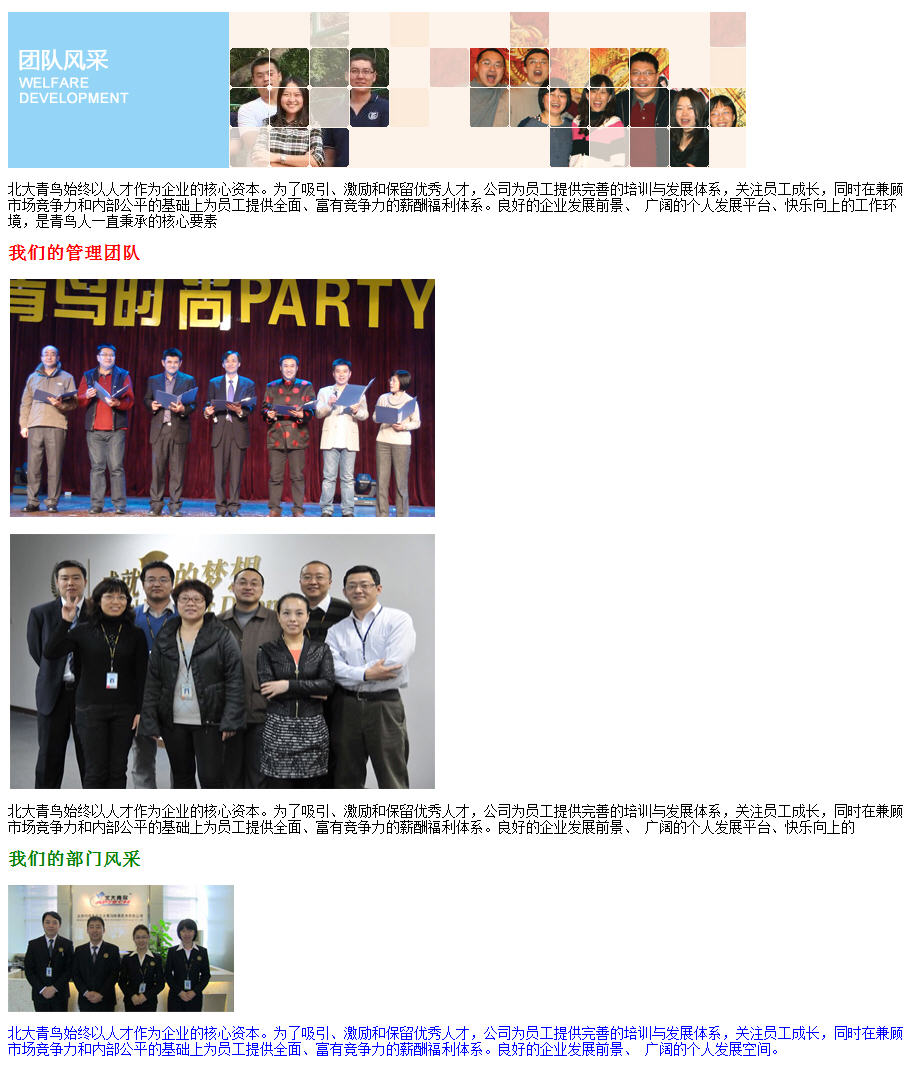 团队风采
WELFARE
DEVELOPMENT
北大青鸟始终以人才作为企业的核心资本。为了吸引、激励和保留优秀人才，公司为员工提供完善的培训与发展体系，关注员工成长，同时在兼顾
市场竞争力和内部公平的基础上为员工提供全面、富有竞争力的薪酬福利体系。良好的企业发展前景、 广阔的个人发展平台、快乐向上的工作环
境，是青鸟人一直秉承的核心要素
我们的管理团队
青鸟时尚PARTY
的梦想
北大青鸟始终以人才作为企业的核心资本。为了吸引、激励和保留优秀人才，公司为员工提供完善的培训与发展体系，关注员工成长，同时在兼顾
市场竞争力和内部公平的基础上为员工提供全面、富有竞争力的薪酬福利体系。良好的企业发展前景、 广阔的个人发展平台、快乐向上的
我们的部门风采
北大青鸟
APTECH
北大青鸟始终以人才作为企业的核心资本。为了吸引、激励和保留优秀人才，公司为员工提供完善的培训与发展体系，关注员工成长，同时在兼顾
市场竞争力和内部公平的基础上为员工提供全面、富有竞争力的薪酬福利体系。良好的企业发展前景、 广阔的个人发展空间。